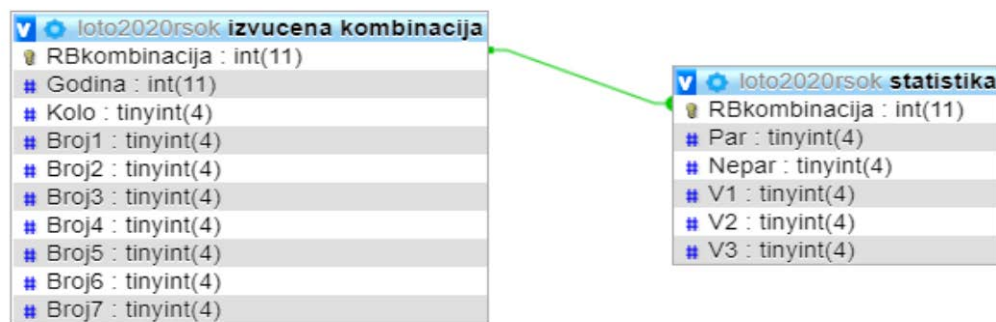 V loto2020rsok izvucena kombinacija
RBkombinacija : int(11)
# Godina : int(11)
# Kolo : tinyint(4)
# Broj1 : tinyint(4)
# Broj2 : tinyint(4)
# Broj3 : tinyint(4)
# Broj4 : tinyint(4)
# Broj5 : tinyint(4)
# Broj6 : tinyint(4)
# Broj7 : tinyint(4)
V loto2020rsok statistika
RBkombinacija : int(11)
# Par : tinyint(4)
# Nepar : tinyint(4)
# V1 : tinyint(4)
# V2 : tinyint(4)
# V3 : tinyint(4)